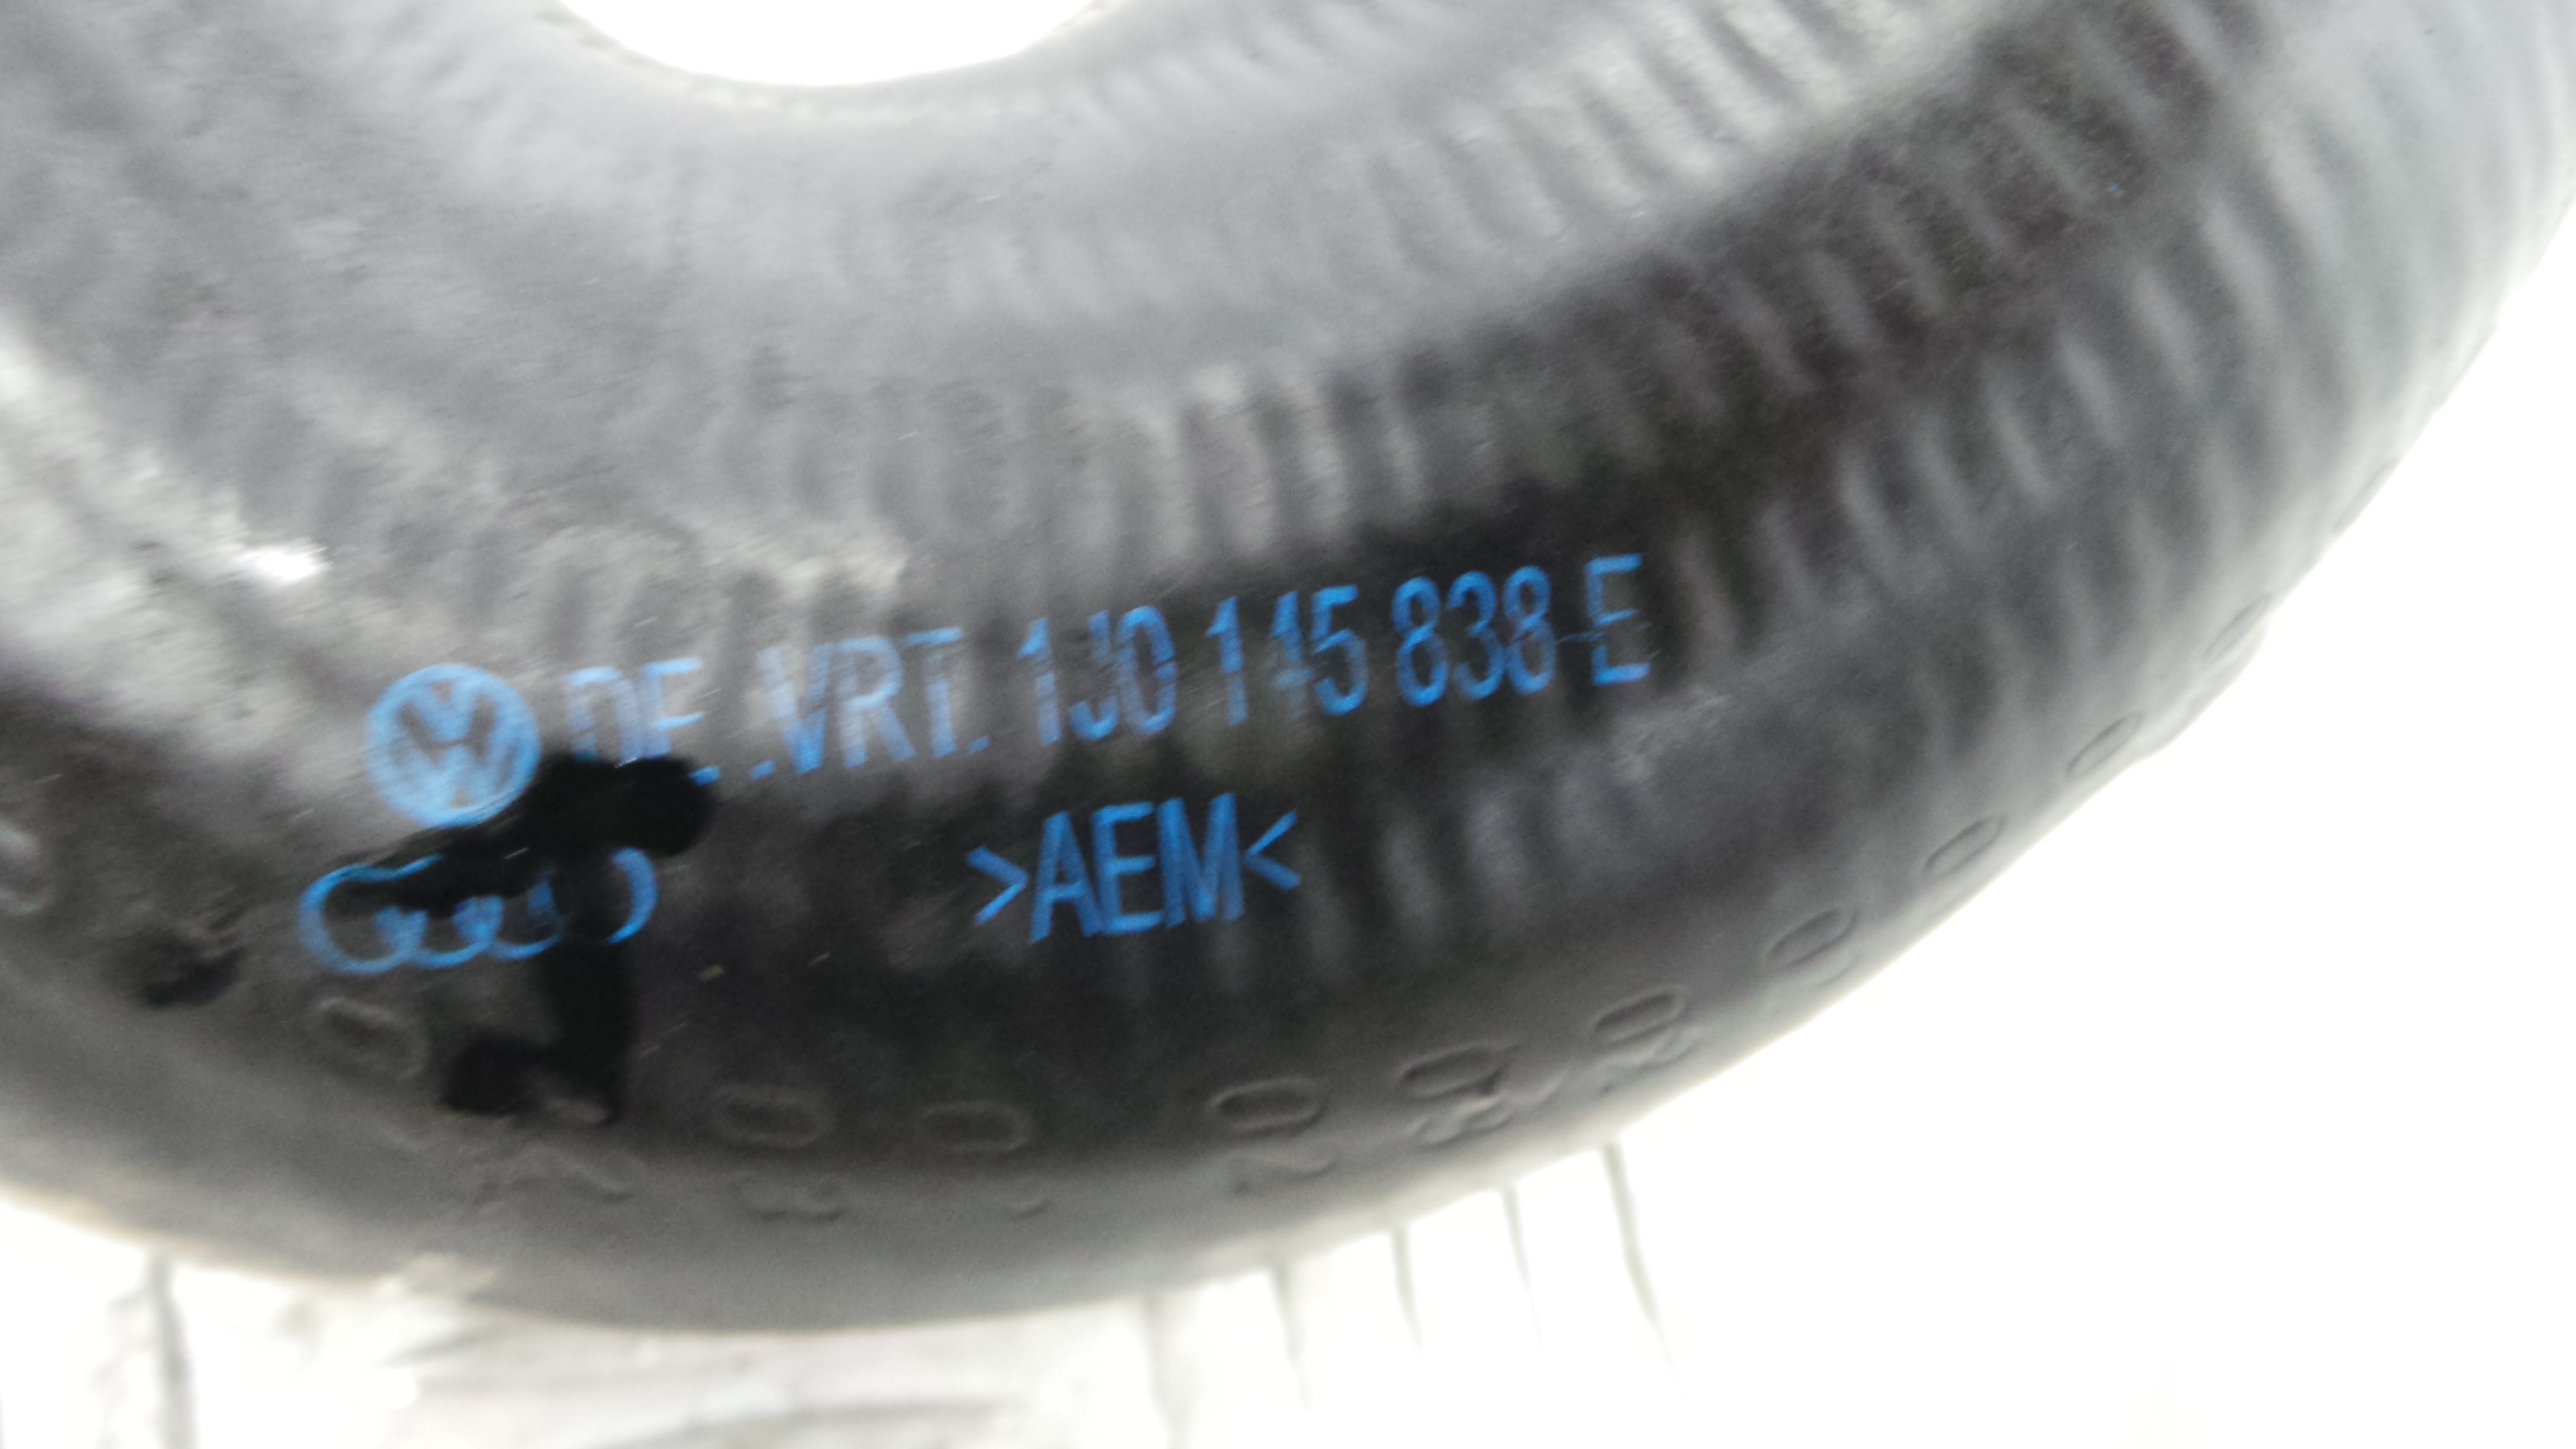 DE .VRT. 1J0 145 838 E
>AEM<